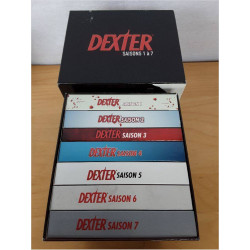 DEXTER
SAISONS 1 à 7
DEXTER
DEXTER SAISON 2
DEXTER SAISON 3
DEXTER SAISON 4
DEXTER SAISON 5
DEXTER SAISON 6
DEXTER SAISON 7